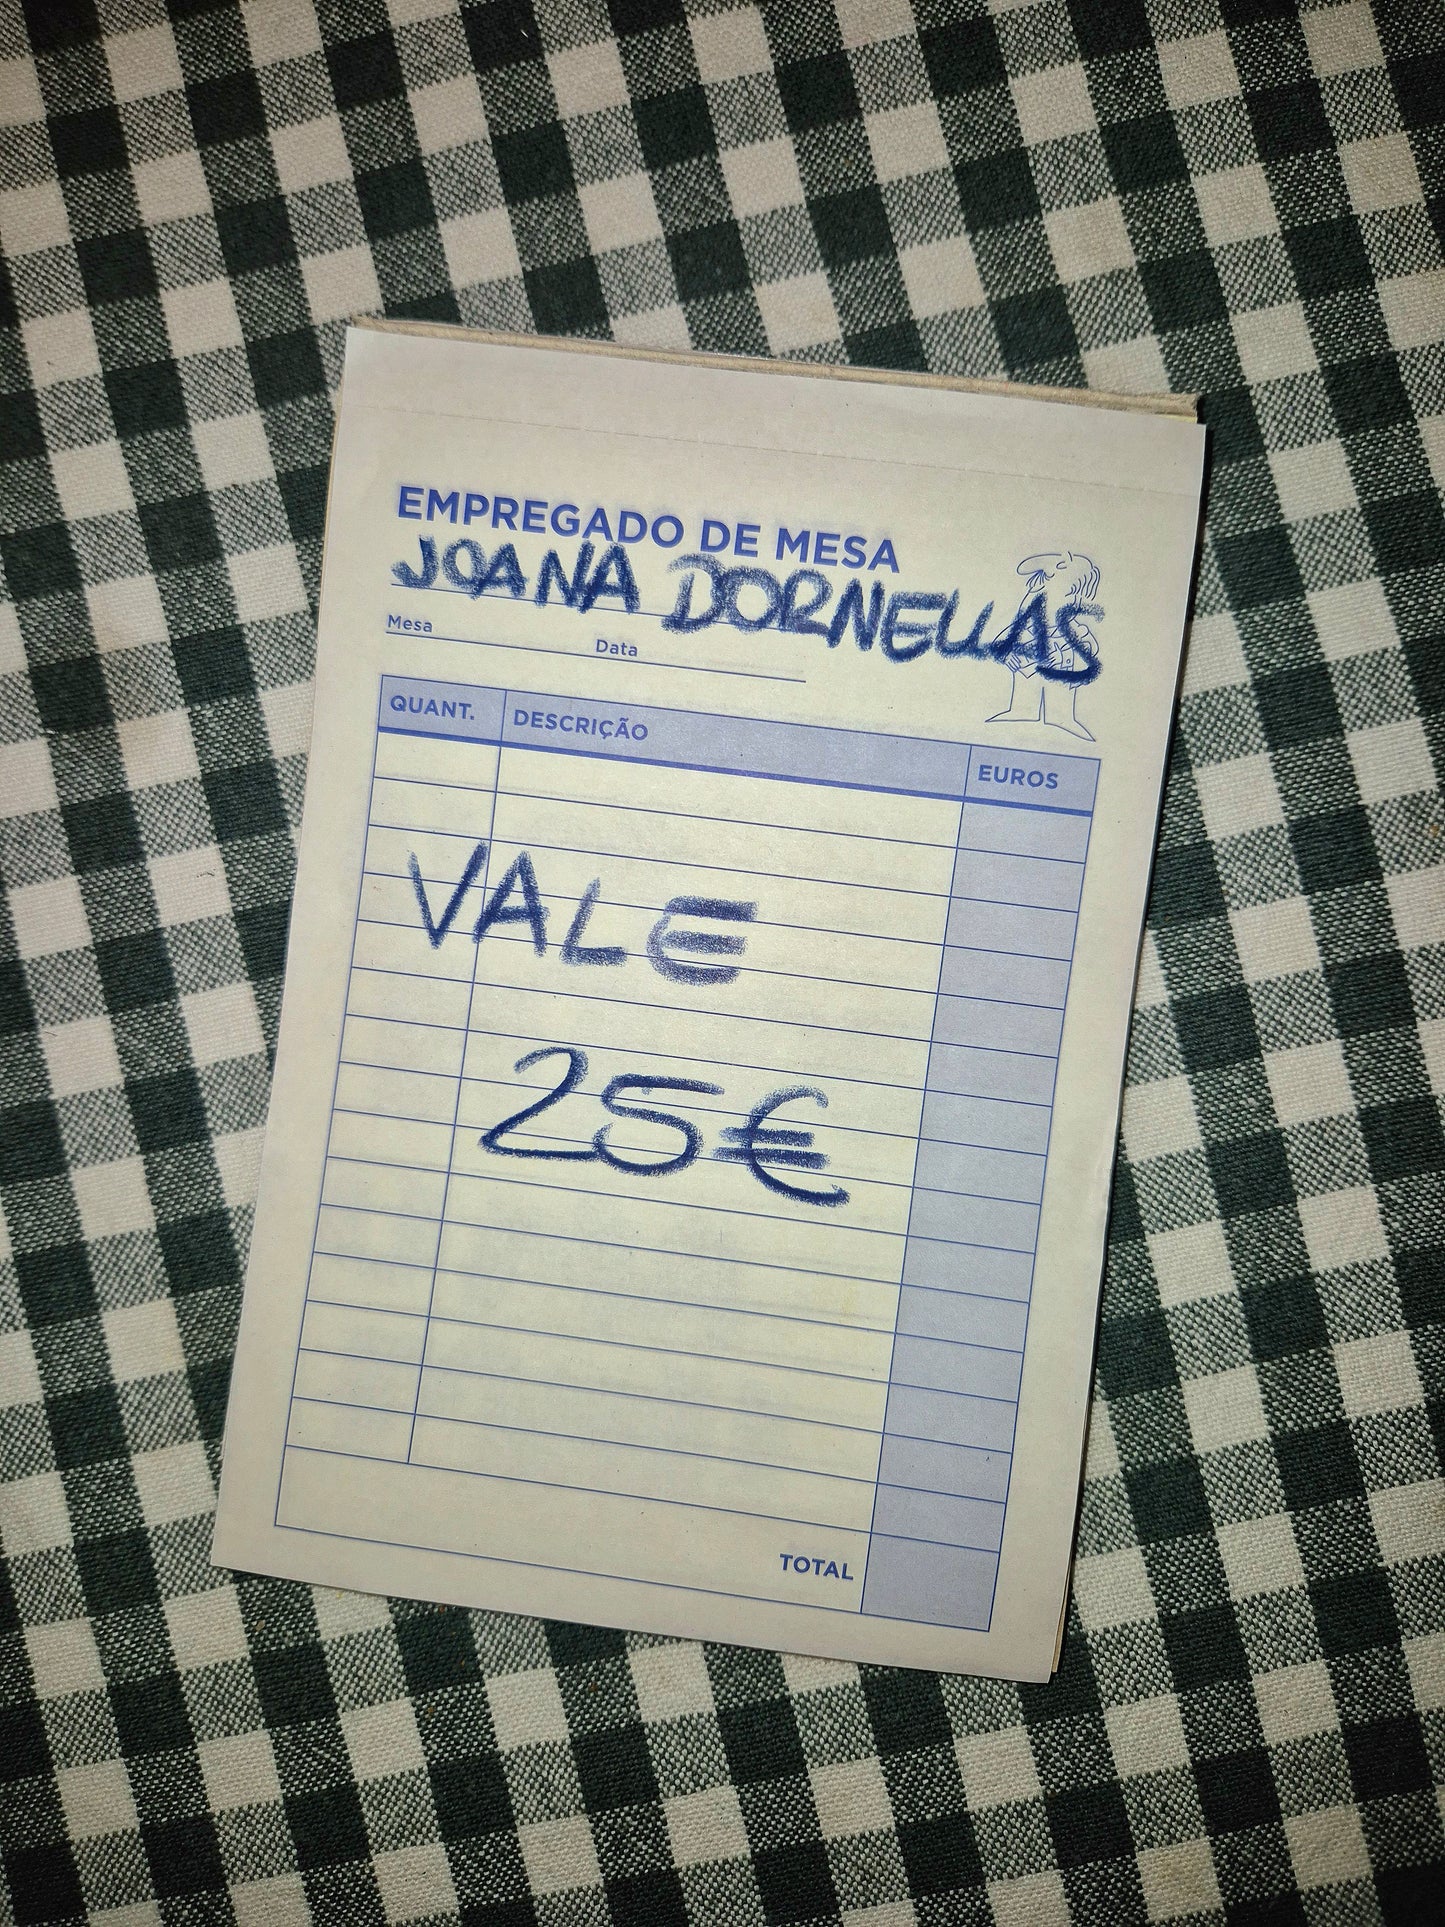 EMPREGADO DE MESA
JOANA DORNELLAS
Mesa Data
QUANT. DESCRIÇÃO EUROS
VALE
25€
TOTAL